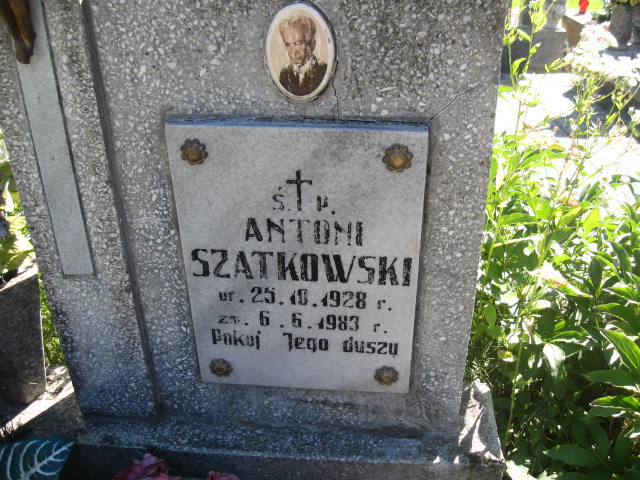 Ś. † P.
ANTONI
SZATKOWSKI
ur. 25.10.1928 r.
zm. 6.6.1983 r.
Pokój Jego duszy